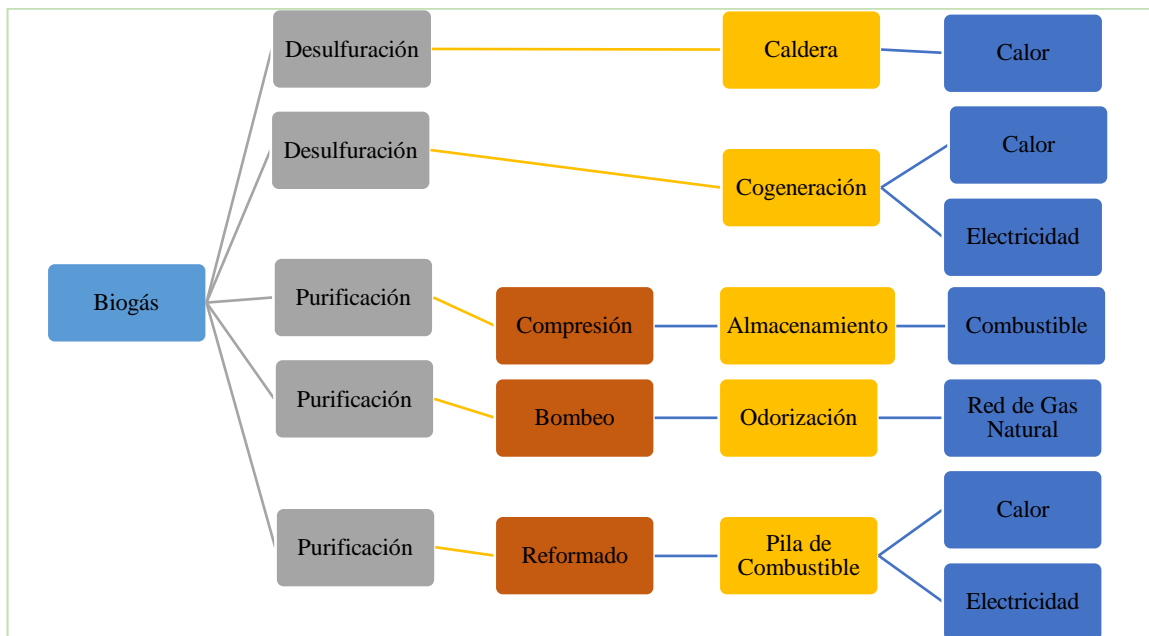 Desulfuración
Caldera
Calor
Desulfuración
Cogeneración
Calor
Electricidad
Biogás
Purificación
Compresión
Almacenamiento
Combustible
Purificación
Bombeo
Odorización
Red de Gas
Natural
Purificación
Reformado
Pila de
Combustible
Calor
Electricidad